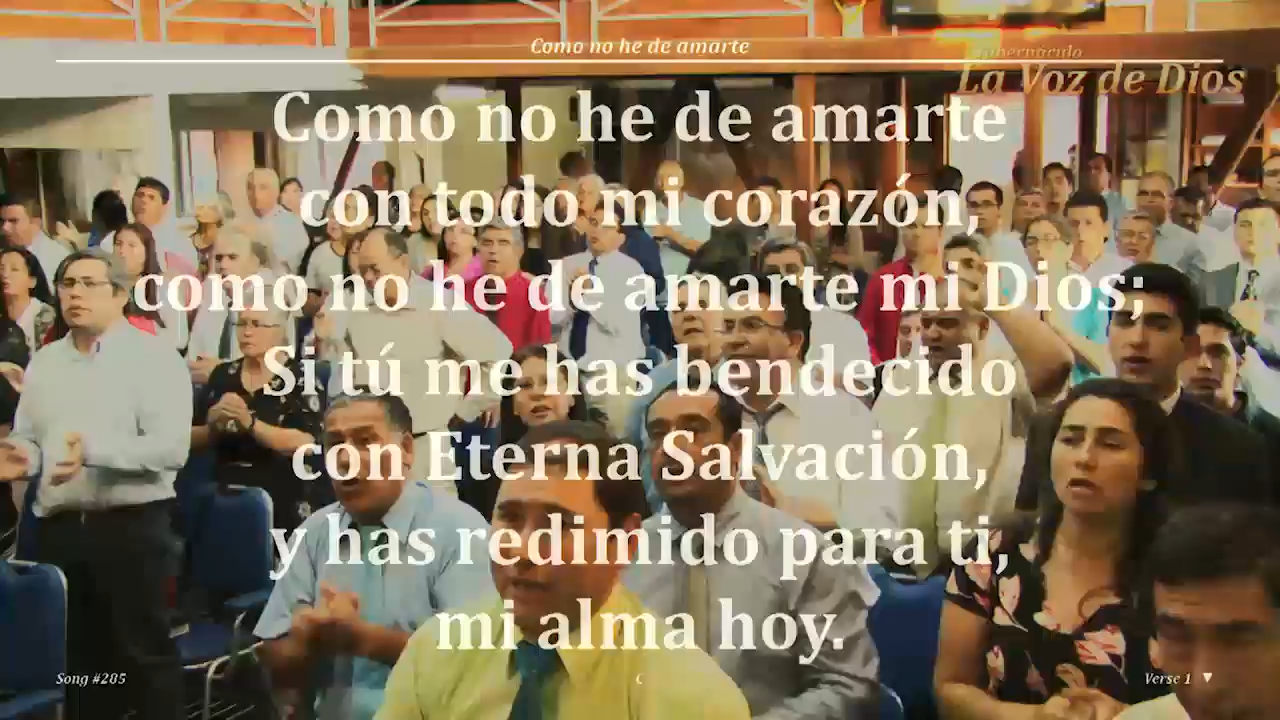 Como no he de amarte
Tabernáculo
La Voz de Dios
Como no he de amarte
con todo mi corazón,
como no he de amarte mi Dios;
Si tú me has bendecido
con Eterna Salvación,
y has redimido para ti,
mi alma hoy.
Song #285
C
Verse 1 ▼